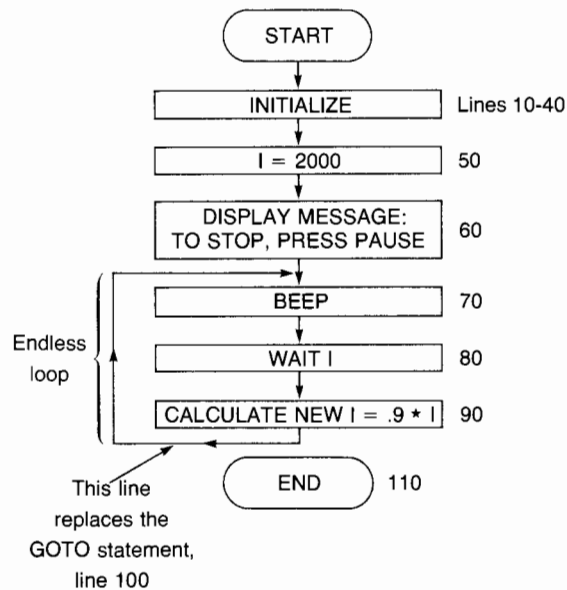 START
INITIALIZE Lines 10-40
I = 2000 50
DISPLAY MESSAGE:
TO STOP, PRESS PAUSE 60
BEEP 70
Endless
loop
WAIT I 80
CALCULATE NEW I = .9 * I 90
END 110
This line
replaces the
GOTO statement,
line 100